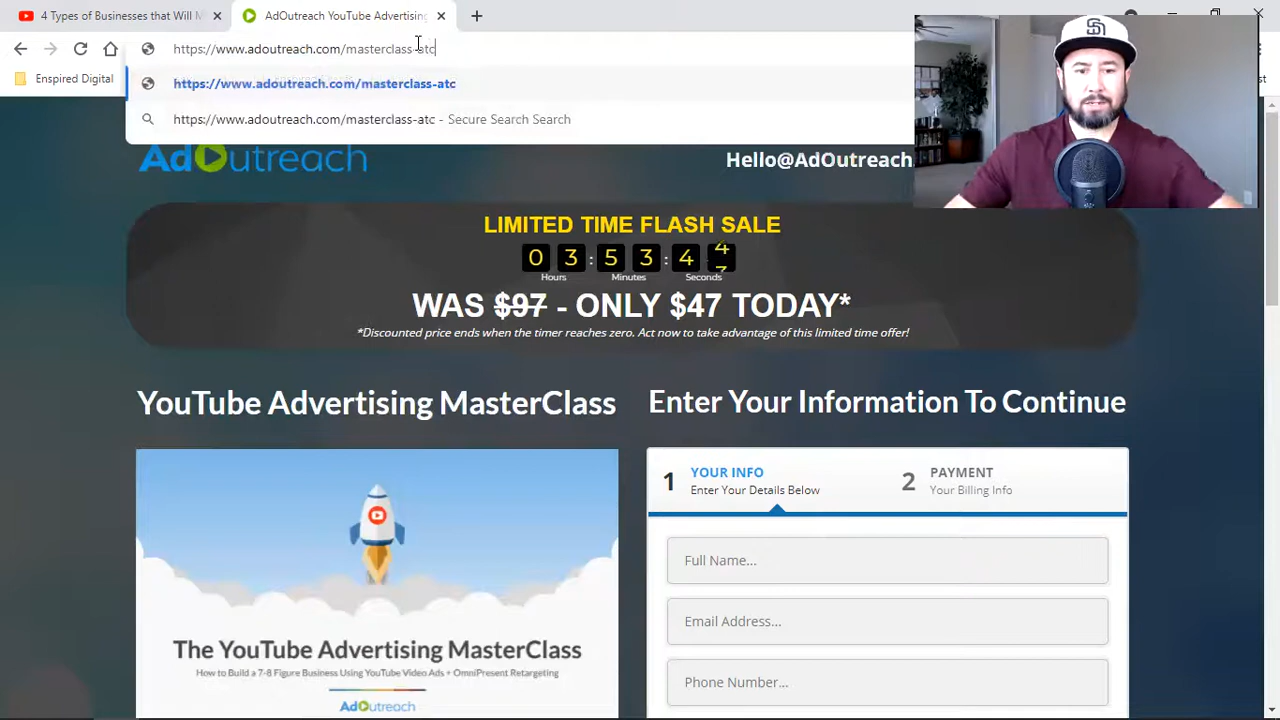 4 Types of Businesses that Will M
AdOutreach YouTube Advertising
https://www.adoutreach.com/masterclass-atc
Enspired Digital
https://www.adoutreach.com/masterclass-atc
https://www.adoutreach.com/masterclass-atc - Secure Search Search
SD
AdOutreach
Hello@AdOutreach.
LIMITED TIME FLASH SALE
0 3 : 5 3 : 4
Hours Minutes Seconds
WAS $97 - ONLY $47 TODAY*
*Discounted price ends when the timer reaches zero. Act now to take advantage of this limited time offer!
YouTube Advertising MasterClass
Enter Your Information To Continue
1 YOUR INFO
Enter Your Details Below
2 PAYMENT
Your Billing Info
Full Name...
Email Address...
Phone Number...
The YouTube Advertising MasterClass
How to Build a 7-8 Figure Business Using YouTube Video Ads + OmniPresent Retargeting
AdOutreach